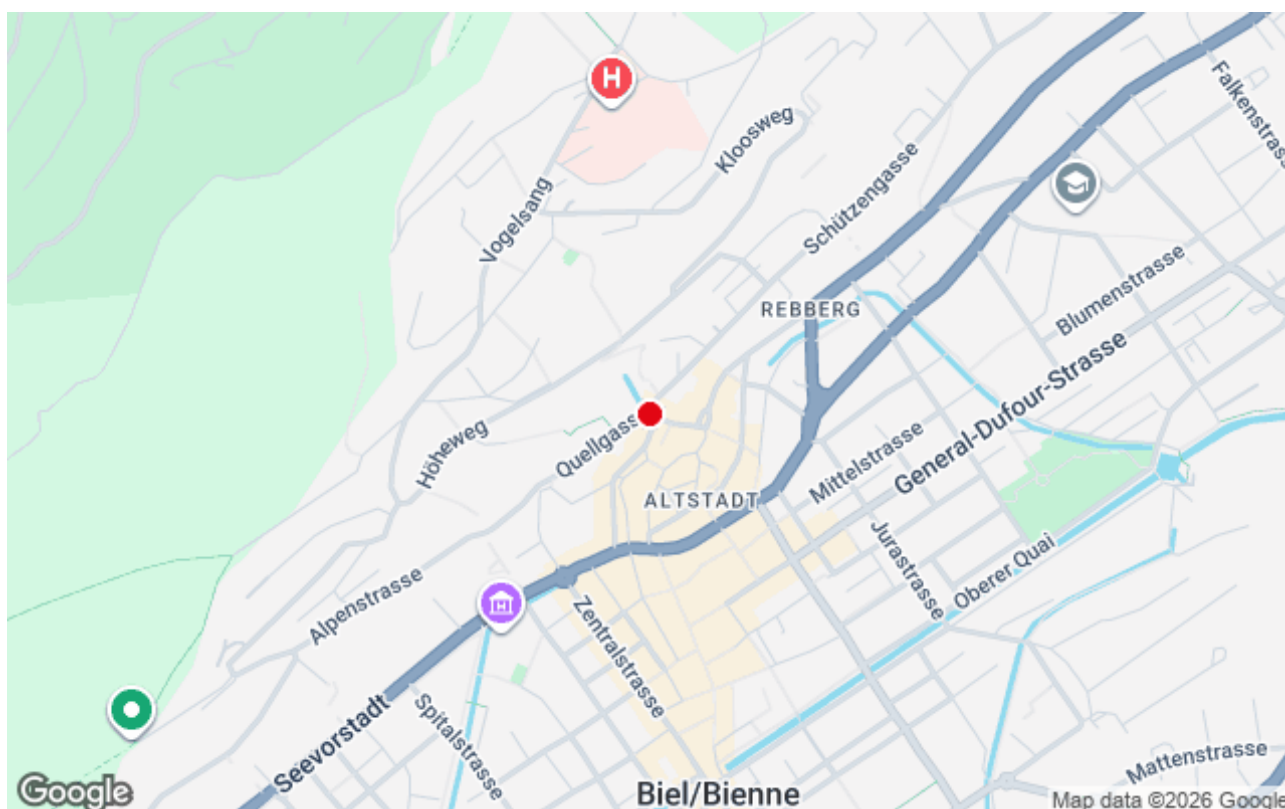 H
Falkenstrasse
Kloosweg
Schützengasse
Vogelsang
Blumenstrasse
REBBERG
General-Dufour-Strasse
Höheweg
Quellgass
Mittelstrasse
ALTSTADT
Jurastrasse
Oberer Quai
Alpenstrasse
H
Zentralstrasse
Seevorstadt
Spitalstrasse
Mattenstrasse
Biel/Bienne
Google
Map data ©2026 Google